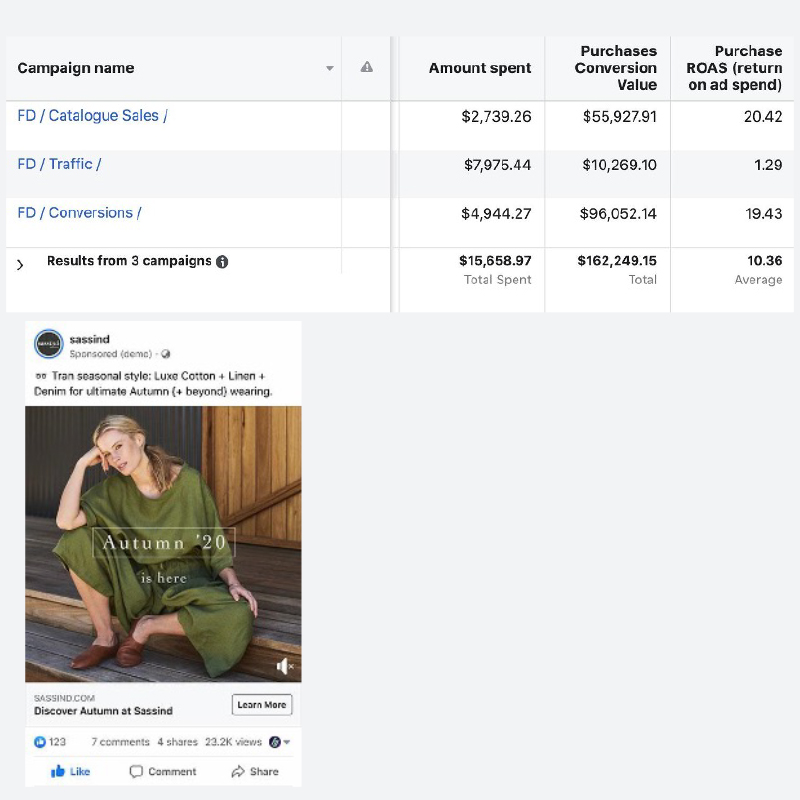 Campaign name
Amount spent
Purchases
Conversion
Value
Purchase
ROAS (return
on ad spend)
FD / Catalogue Sales /
$2,739.26
$55,927.91
20.42
FD / Traffic /
$7,975.44
$10,269.10
1.29
FD / Conversions /
$4,944.27
$96,052.14
19.43
Results from 3 campaigns
$15,658.97
$162,249.15
10.36
Total Spent
Total
Average
sassind
sassind
Sponsored (demo) ·
Tran seasonal style: Luxe Cotton + Linen +
Denim for ultimate Autumn {+ beyond} wearing.
Autumn '20
is here
SASSIND.COM
Discover Autumn at Sassind
Learn More
123
7 comments 4 shares 23.2K views
Like
Comment
Share